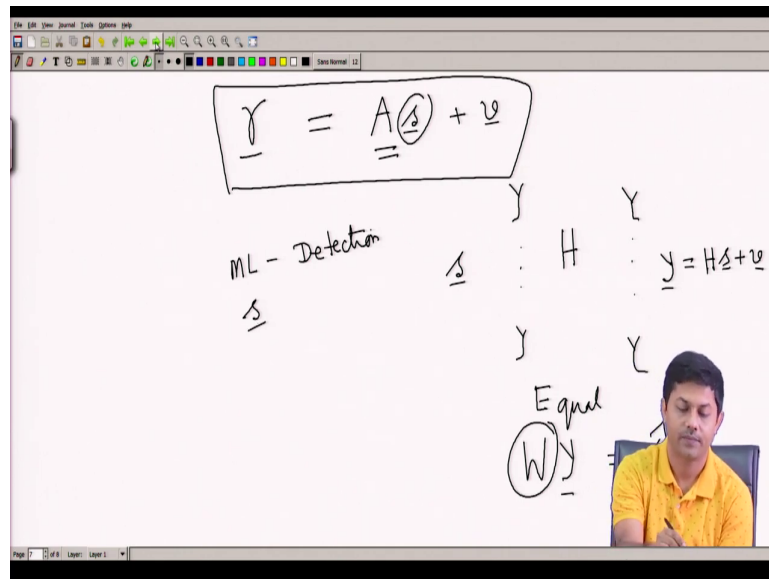 File Edit View Journal Tools Options Help
Sans Normal 12
r = A s + v
ML - Detection
s
s H y = H s + v
Equal
W y =
Page 7 of 8 Layer: Layer 1